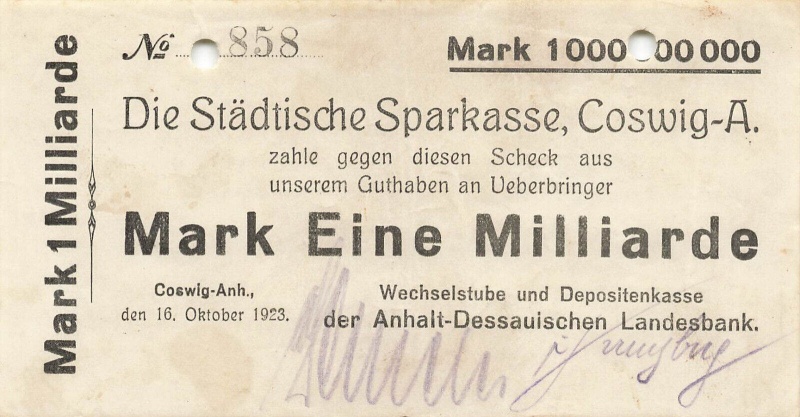 No 858
Mark 1000 00 000
Die Städtische Sparkasse, Coswig-A.
zahle gegen diesen Scheck aus
unserem Guthaben an Ueberbringer
Mark Eine Milliarde
Coswig-Anh.,
den 16. Oktober 1923.
Wechselstube und Depositenkasse
der Anhalt-Dessauischen Landesbank.
Mark 1 Milliarde